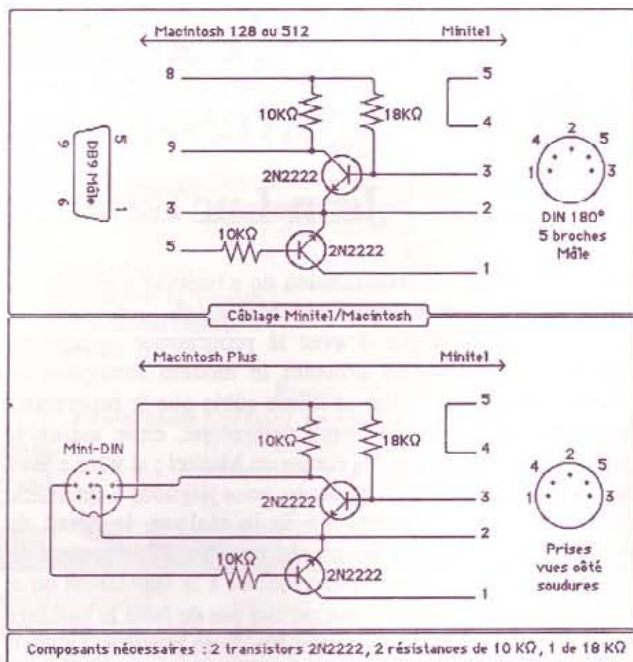 Macintosh 128 ou 512
Minitel
8
10KΩ
18KΩ
5
4
9
2N2222
3
3
2
5
10KΩ
2N2222
1
5
9
DB9 Mâle
1
6
2
4
5
1
3
DIN 180°
5 broches
Mâle
Câblage Minitel/Macintosh
Macintosh Plus
Minitel
Mini-DIN
10KΩ
18KΩ
5
4
2N2222
3
2
10KΩ
2N2222
1
2
4
5
1
3
Prises
vues côté
soudures
Composants nécessaires : 2 transistors 2N2222, 2 résistances de 10 KΩ, 1 de 18 KΩ